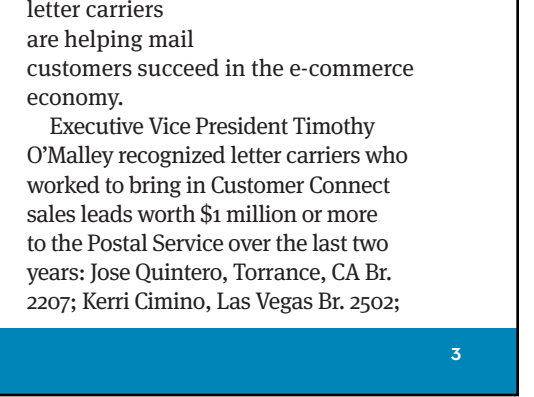 letter carriers
are helping mail
customers succeed in the e-commerce
economy.
Executive Vice President Timothy
O’Malley recognized letter carriers who
worked to bring in Customer Connect
sales leads worth $1 million or more
to the Postal Service over the last two
years: Jose Quintero, Torrance, CA Br.
2207; Kerri Cimino, Las Vegas Br. 2502;
3